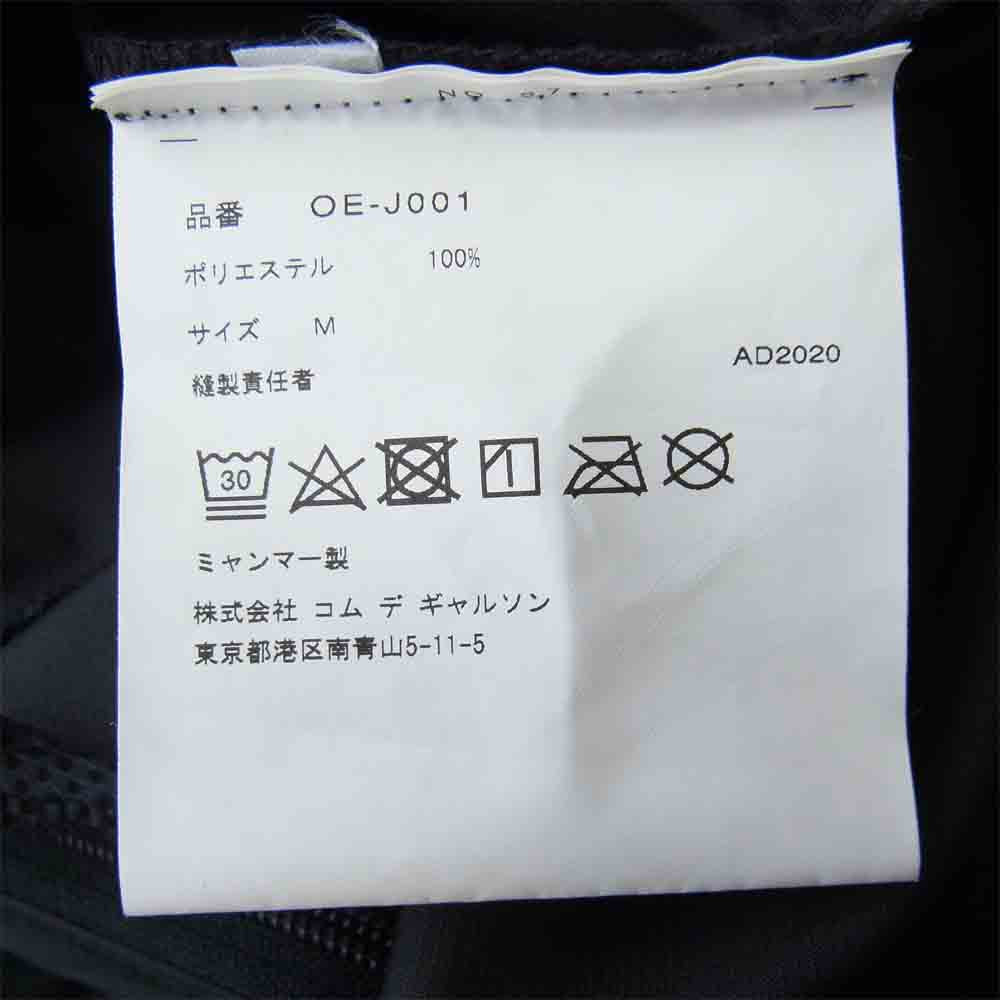 品番 OE-J001
ポリエステル 100%
サイズ M
AD2020
縫製責任者
30
ミャンマー製
株式会社 コム デ ギャルソン
東京都港区南青山5-11-5